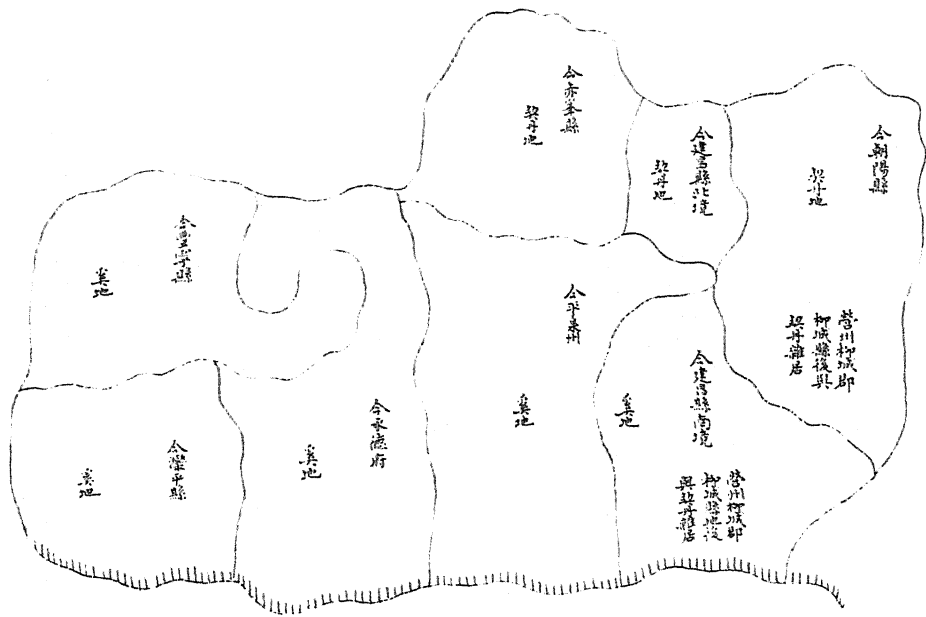 今赤峯縣
契丹地
今建昌縣北境
契丹地
今朝陽縣
契丹地
營州柳城郡
柳城縣後與
契丹雜居
今豐寧縣
奚地
今平泉州
奚地
今建昌縣南境
奚地
營州柳城郡
柳城縣地後
與契丹雜居
今承德府
奚地
今灤平縣
奚地